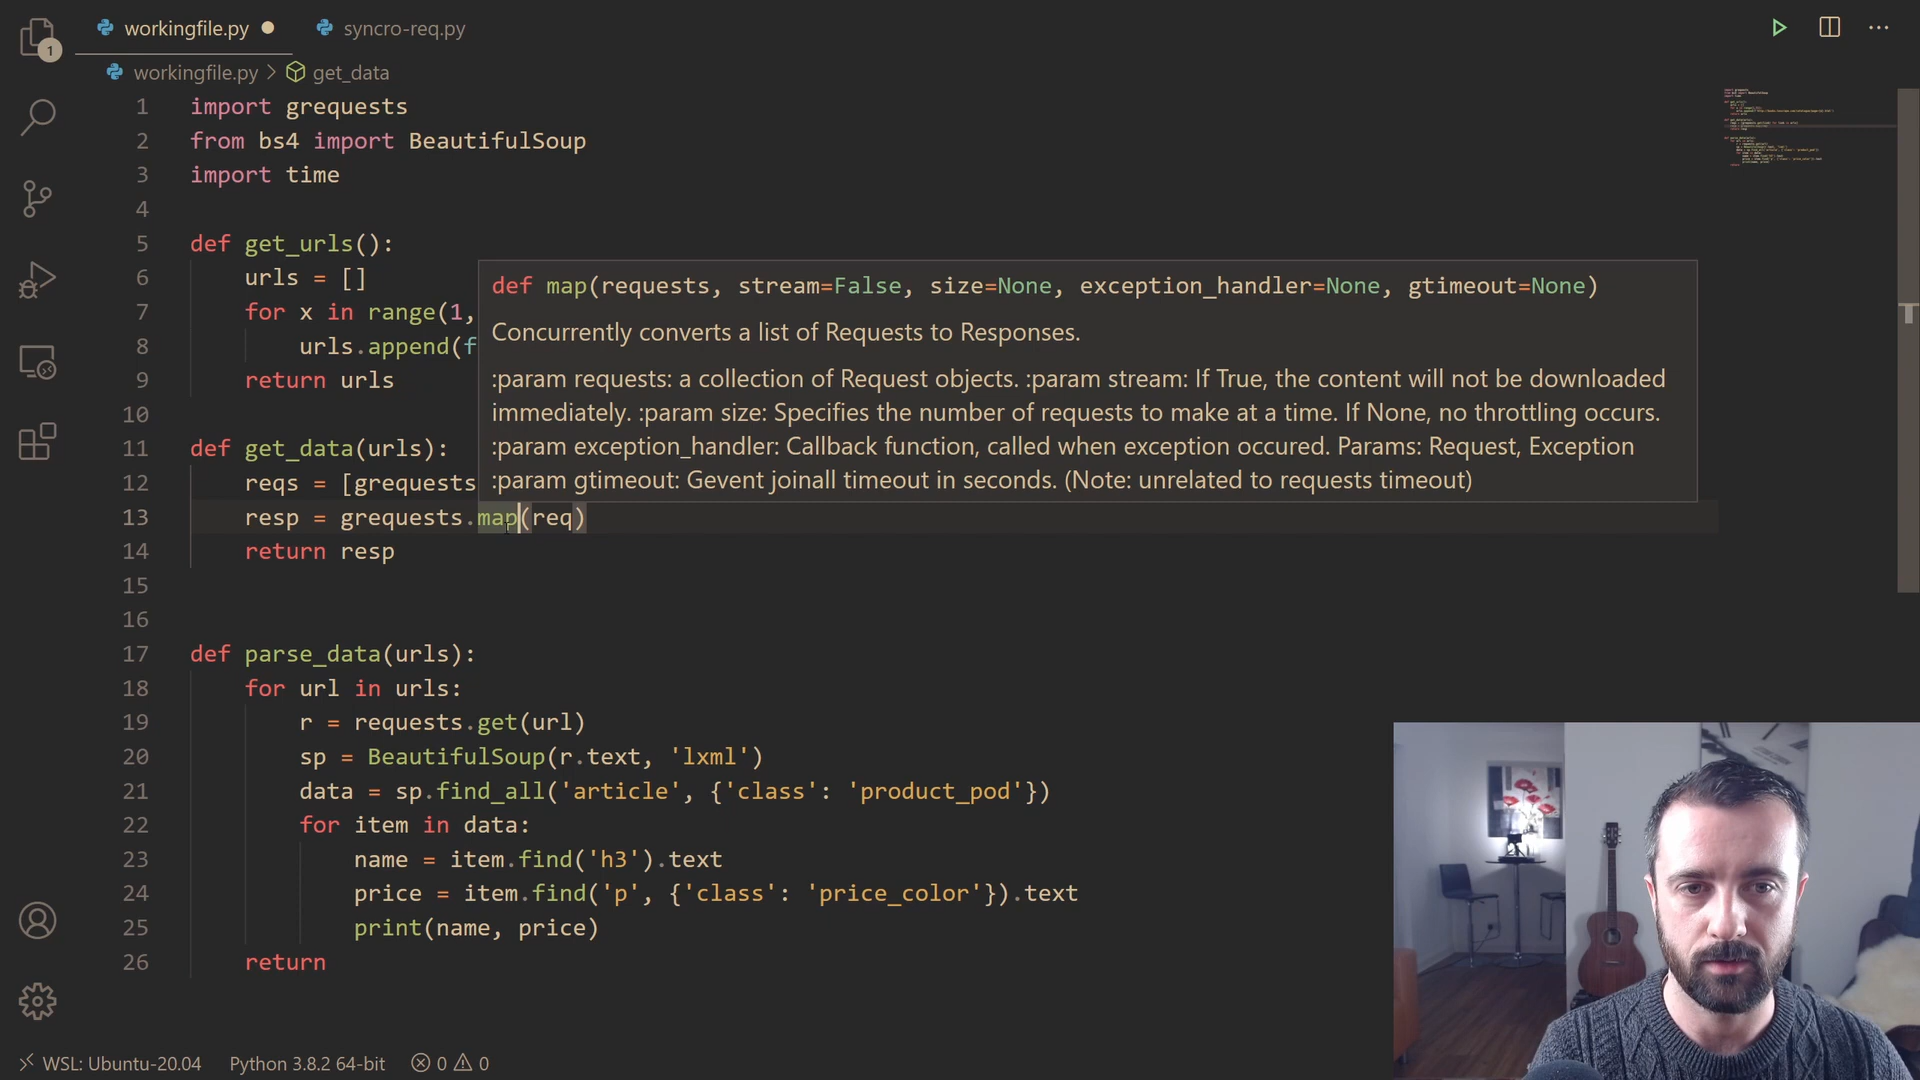 workingfile.py
syncro-req.py
workingfile.py > get_data
1 import grequests
2 from bs4 import BeautifulSoup
3 import time
4
5 def get_urls():
6 urls = []
7 for x in range(1,
8 urls.append(f
9 return urls
10
11 def get_data(urls):
12 reqs = [grequests
13 resp = grequests.map(req)
14 return resp
15
16
17 def parse_data(urls):
18 for url in urls:
19 r = requests.get(url)
20 sp = BeautifulSoup(r.text, 'lxml')
21 data = sp.find_all('article', {'class': 'product_pod'})
22 for item in data:
23 name = item.find('h3').text
24 price = item.find('p', {'class': 'price_color'}).text
25 print(name, price)
26 return
def map(requests, stream=False, size=None, exception_handler=None, gtimeout=None)
Concurrently converts a list of Requests to Responses.
:param requests: a collection of Request objects. :param stream: If True, the content will not be downloaded
immediately. :param size: Specifies the number of requests to make at a time. If None, no throttling occurs.
:param exception_handler: Callback function, called when exception occured. Params: Request, Exception
:param gtimeout: Gevent joinall timeout in seconds. (Note: unrelated to requests timeout)
1
WSL: Ubuntu-20.04 Python 3.8.2 64-bit 0 0